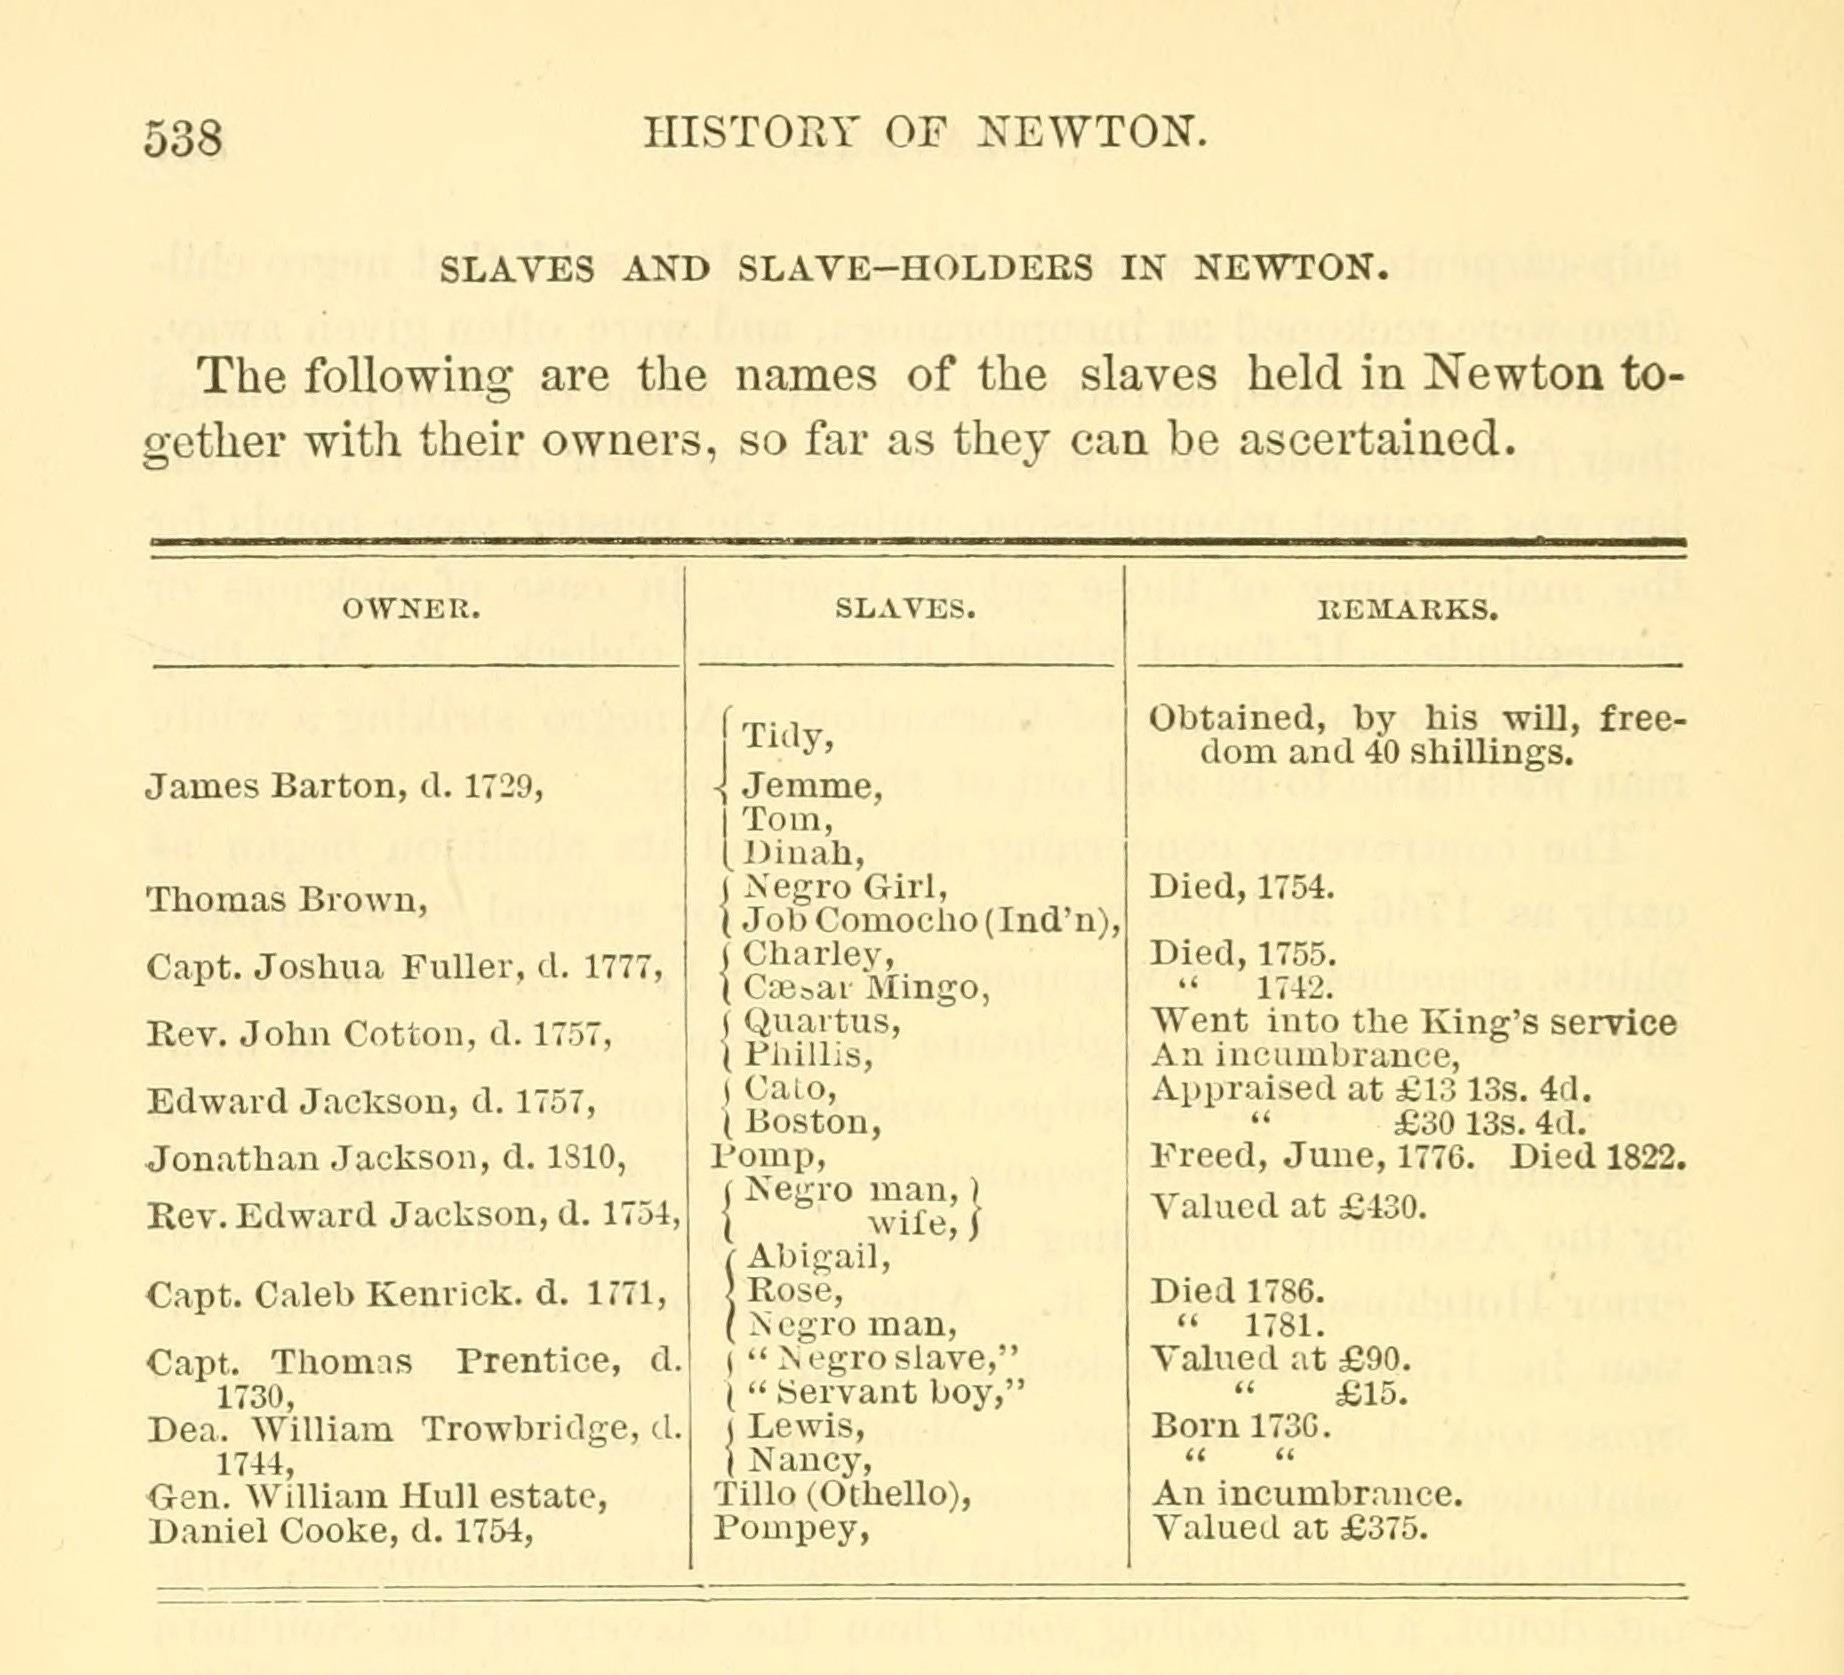 538 HISTORY OF NEWTON.
SLAVES AND SLAVE-HOLDERS IN NEWTON.
The following are the names of the slaves held in Newton to-
gether with their owners, so far as they can be ascertained.
OWNER. SLAVES. REMARKS.
Tidy, Obtained, by his will, free-
dom and 40 shillings.
James Barton, d. 1729, Jemme,
Tom,
Dinah,
Thomas Brown, Negro Girl, Died, 1754.
Job Comocho (Ind'n),
Capt. Joshua Fuller, d. 1777, Charley, Died, 1755.
Cæsar Mingo, “ 1742.
Rev. John Cotton, d. 1757, Quartus, Went into the King's service
Phillis, An incumbrance,
Edward Jackson, d. 1757, Cato, Appraised at £13 13s. 4d.
Boston, “ £30 13s. 4d.
Jonathan Jackson, d. 1810, Pomp, Freed, June, 1776. Died 1822.
Rev. Edward Jackson, d. 1754, Negro man, Valued at £430.
wife,
Abigail,
Capt. Caleb Kenrick. d. 1771, Rose, Died 1786.
Negro man, “ 1781.
Capt. Thomas Prentice, d. “Negro slave,” Valued at £90.
1730, “Servant boy,” “ £15.
Dea. William Trowbridge, d. Lewis, Born 1736.
1744, Nancy, “ “
Gen. William Hull estate, Tillo (Othello), An incumbrance.
Daniel Cooke, d. 1754, Pompey, Valued at £375.